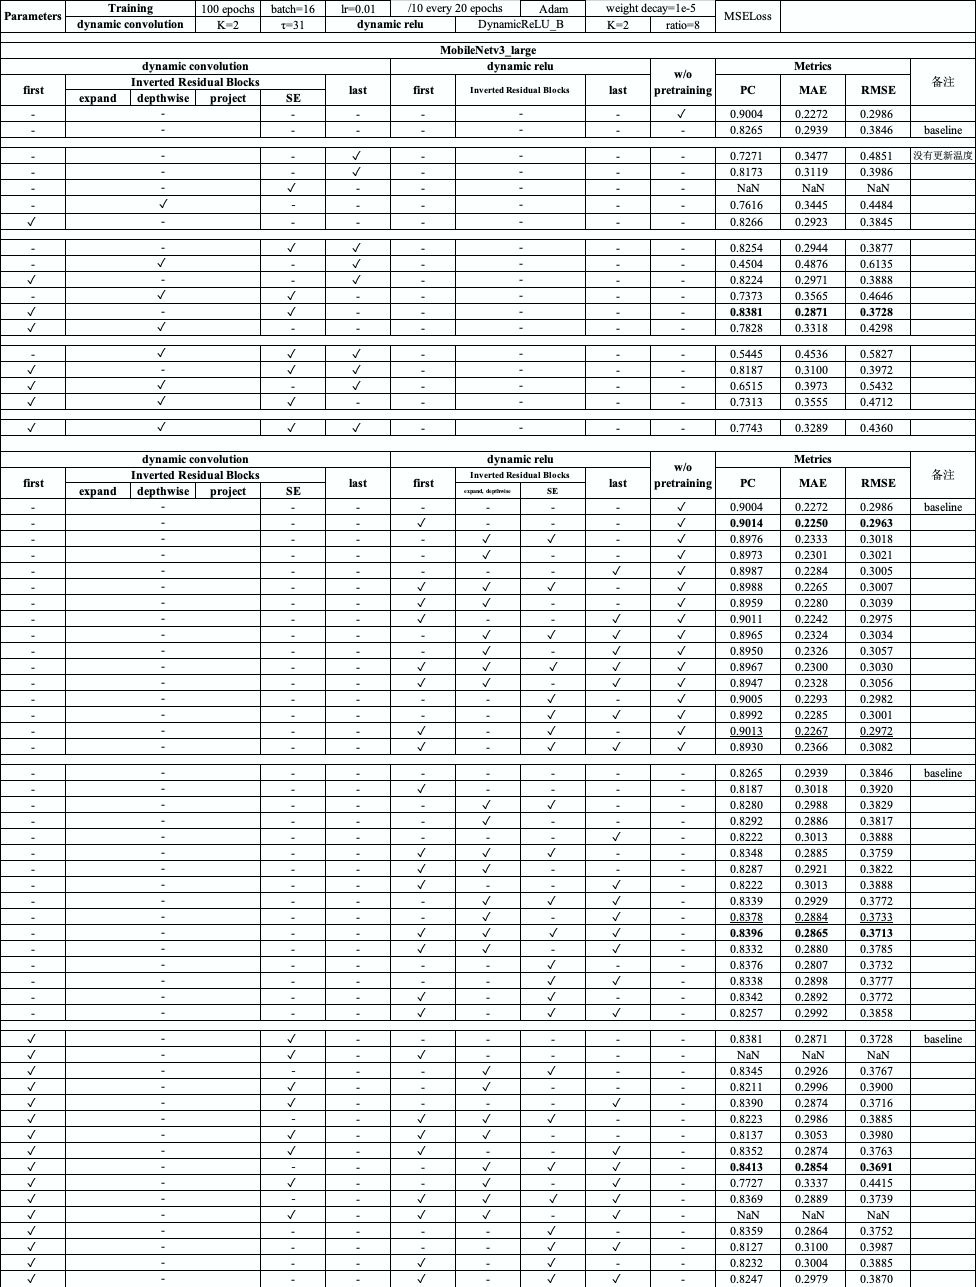 Parameters Training 100 epochs batch=16 lr=0.01 /10 every 20 epochs Adam weight decay=1e-5 MSELoss
dynamic convolution K=2 τ=31 dynamic relu DynamicReLU_B K=2 ratio=8
MobileNetv3_large
dynamic convolution dynamic relu w/o pretraining Metrics 备注
first Inverted Residual Blocks last first Inverted Residual Blocks last PC MAE RMSE
expand depthwise project SE
- - - - - - - ✓ 0.9004 0.2272 0.2986
- - - - - - - - 0.8265 0.2939 0.3846 baseline
- - - ✓ - - - - 0.7271 0.3477 0.4851 没有更新温度
- - - ✓ - - - - 0.8173 0.3119 0.3986
- - ✓ - - - - - NaN NaN NaN
- ✓ - - - - - - 0.7616 0.3445 0.4484
✓ - - - - - - - 0.8266 0.2923 0.3845
- - ✓ ✓ - - - - 0.8254 0.2944 0.3877
- ✓ - ✓ - - - - 0.4504 0.4876 0.6135
✓ - - ✓ - - - - 0.8224 0.2971 0.3888
- ✓ ✓ - - - - - 0.7373 0.3565 0.4646
✓ - ✓ - - - - - 0.8381 0.2871 0.3728
✓ ✓ - - - - - - 0.7828 0.3318 0.4298
- ✓ ✓ ✓ - - - - 0.5445 0.4536 0.5827
✓ - ✓ ✓ - - - - 0.8187 0.3100 0.3972
✓ ✓ - ✓ - - - - 0.6515 0.3973 0.5432
✓ ✓ ✓ - - - - - 0.7313 0.3555 0.4712
✓ ✓ ✓ ✓ - - - - 0.7743 0.3289 0.4360
dynamic convolution dynamic relu w/o pretraining Metrics 备注
first Inverted Residual Blocks last first Inverted Residual Blocks last PC MAE RMSE
expand depthwise project SE expand, depthwise SE
- - - - - - - - ✓ 0.9004 0.2272 0.2986 baseline
- - - - ✓ - - - ✓ 0.9014 0.2250 0.2963
- - - - - ✓ ✓ - ✓ 0.8976 0.2333 0.3018
- - - - - ✓ - - ✓ 0.8973 0.2301 0.3021
- - - - - - - ✓ ✓ 0.8987 0.2284 0.3005
- - - - ✓ ✓ ✓ - ✓ 0.8988 0.2265 0.3007
- - - - ✓ ✓ - - ✓ 0.8959 0.2280 0.3039
- - - - ✓ - - ✓ ✓ 0.9011 0.2242 0.2975
- - - - - ✓ ✓ ✓ ✓ 0.8965 0.2324 0.3034
- - - - - ✓ - ✓ ✓ 0.8950 0.2326 0.3057
- - - - ✓ ✓ ✓ ✓ ✓ 0.8967 0.2300 0.3030
- - - - ✓ ✓ - ✓ ✓ 0.8947 0.2328 0.3056
- - - - - - ✓ - ✓ 0.9005 0.2293 0.2982
- - - - - - ✓ ✓ ✓ 0.8992 0.2285 0.3001
- - - - ✓ - ✓ - ✓ 0.9013 0.2267 0.2972
- - - - ✓ - ✓ ✓ ✓ 0.8930 0.2366 0.3082
- - - - - - - - - 0.8265 0.2939 0.3846 baseline
- - - - ✓ - - - - 0.8187 0.3018 0.3920
- - - - - ✓ ✓ - - 0.8280 0.2988 0.3829
- - - - - ✓ - - - 0.8292 0.2886 0.3817
- - - - - - - ✓ - 0.8222 0.3013 0.3888
- - - - ✓ ✓ ✓ - - 0.8348 0.2885 0.3759
- - - - ✓ ✓ - - - 0.8287 0.2921 0.3822
- - - - ✓ - - ✓ - 0.8222 0.3013 0.3888
- - - - - ✓ ✓ ✓ - 0.8339 0.2929 0.3772
- - - - - ✓ - ✓ - 0.8378 0.2884 0.3733
- - - - ✓ ✓ ✓ ✓ - 0.8396 0.2865 0.3713
- - - - ✓ ✓ - ✓ - 0.8332 0.2880 0.3785
- - - - - - ✓ - - 0.8376 0.2807 0.3732
- - - - - - ✓ ✓ - 0.8338 0.2898 0.3777
- - - - ✓ - ✓ - - 0.8342 0.2892 0.3772
- - - - ✓ - ✓ ✓ - 0.8257 0.2992 0.3858
✓ - ✓ - - - - - - 0.8381 0.2871 0.3728 baseline
✓ - ✓ - ✓ - - - - NaN NaN NaN
✓ - - - - ✓ ✓ - - 0.8345 0.2926 0.3767
✓ - ✓ - - ✓ - - - 0.8211 0.2996 0.3900
✓ - ✓ - - - - ✓ - 0.8390 0.2874 0.3716
✓ - - - ✓ ✓ ✓ - - 0.8223 0.2986 0.3885
✓ - ✓ - ✓ ✓ - - - 0.8137 0.3053 0.3980
✓ - ✓ - ✓ - - ✓ - 0.8352 0.2874 0.3763
✓ - - - - ✓ ✓ ✓ - 0.8413 0.2854 0.3691
✓ - ✓ - - ✓ - ✓ - 0.7727 0.3337 0.4415
✓ - - - ✓ ✓ ✓ ✓ - 0.8369 0.2889 0.3739
✓ - ✓ - ✓ ✓ - ✓ - NaN NaN NaN
✓ - - - - - ✓ - - 0.8359 0.2864 0.3752
✓ - - - - - ✓ ✓ - 0.8127 0.3100 0.3987
✓ - - - ✓ - ✓ - - 0.8232 0.3004 0.3885
✓ - - - ✓ - ✓ ✓ - 0.8247 0.2979 0.3870